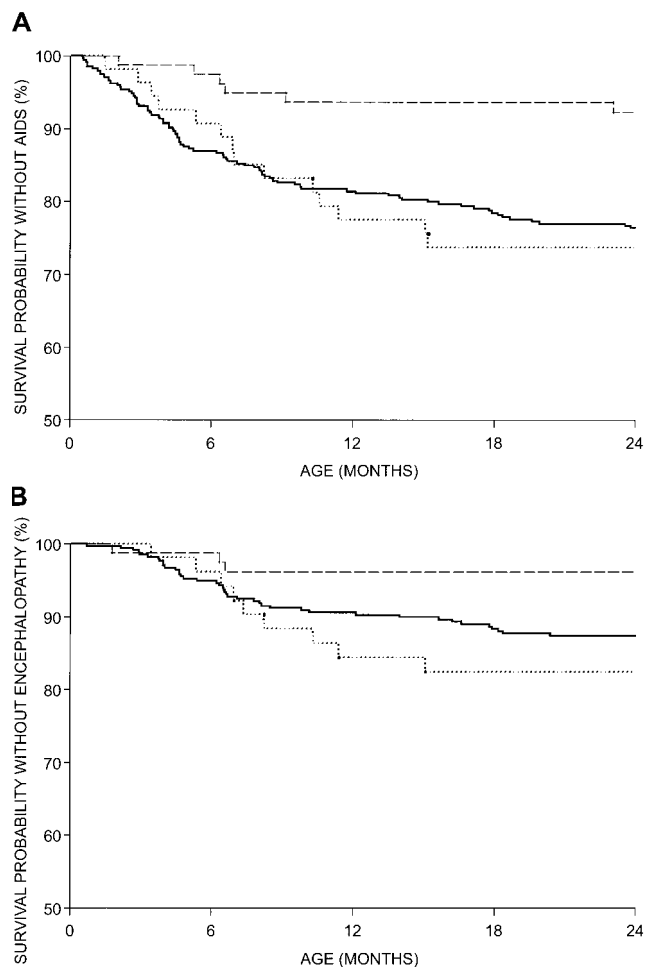 A
SURVIVAL PROBABILITY WITHOUT AIDS (%)
100
90
80
70
60
50
0 6 12 18 24
AGE (MONTHS)
B
SURVIVAL PROBABILITY WITHOUT ENCEPHALOPATHY (%)
100
90
80
70
60
50
0 6 12 18 24
AGE (MONTHS)